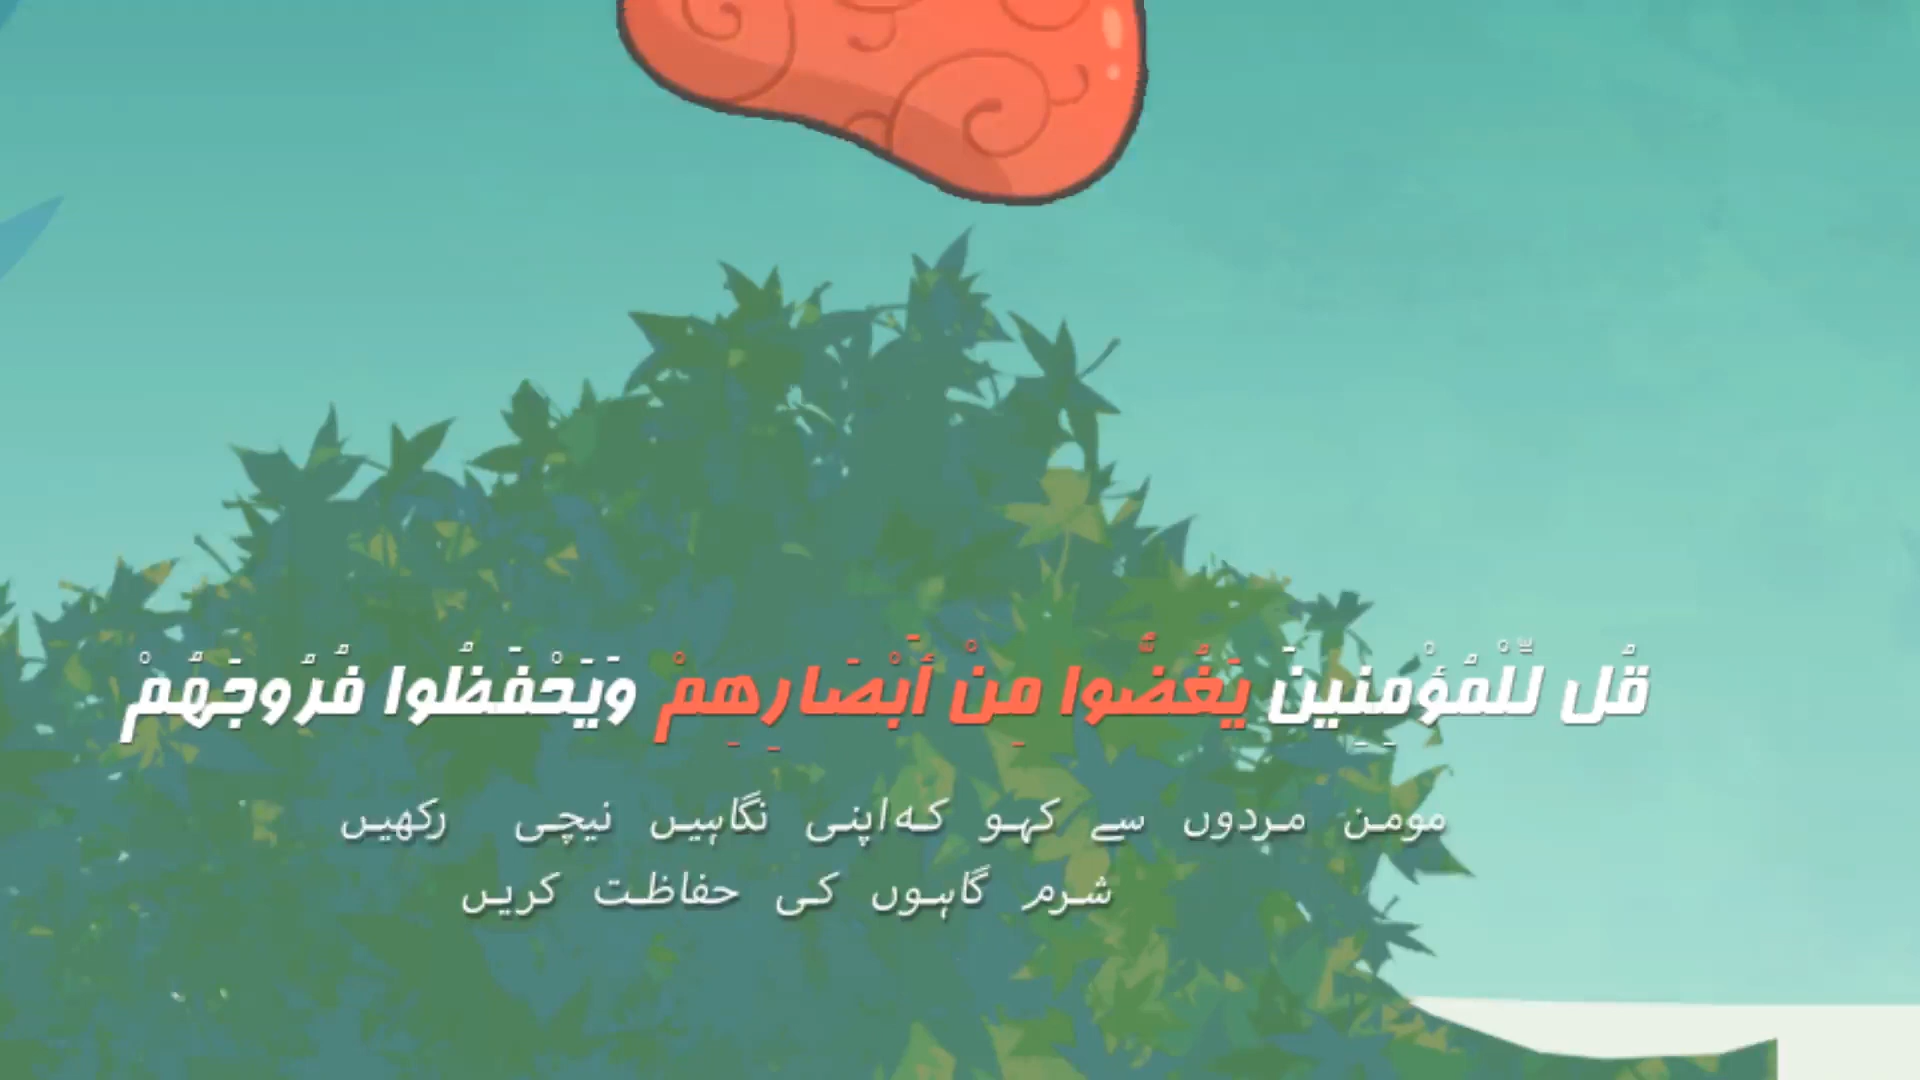 قُل لِّلْمُؤْمِنِينَ يَغُضُّوا مِنْ أَبْصَارِهِمْ وَيَحْفَظُوا فُرُوجَهُمْ
مومن مردوں سے کہو کہ اپنی نگاہیں نیچی رکھیں
شرم گاہوں کی حفاظت کریں